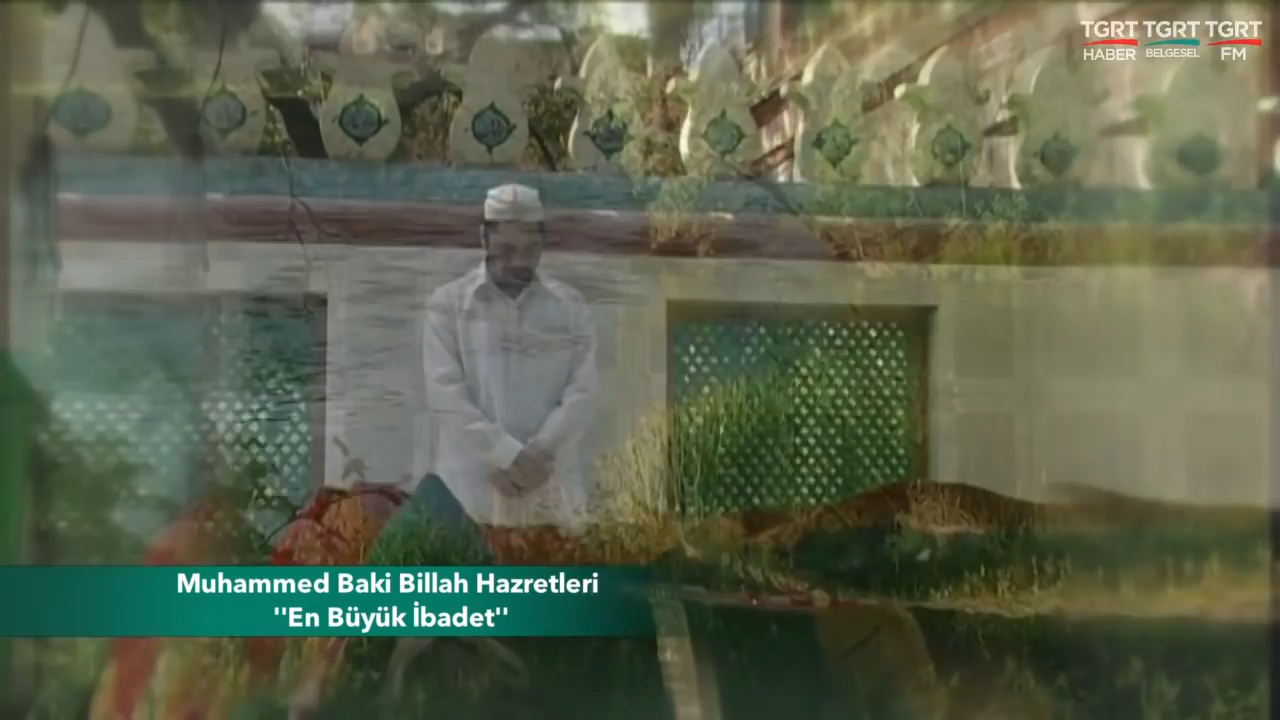 TGRT TGRT TGRT
HABER BELGESEL FM
Muhammed Baki Billah Hazretleri
''En Büyük İbadet''